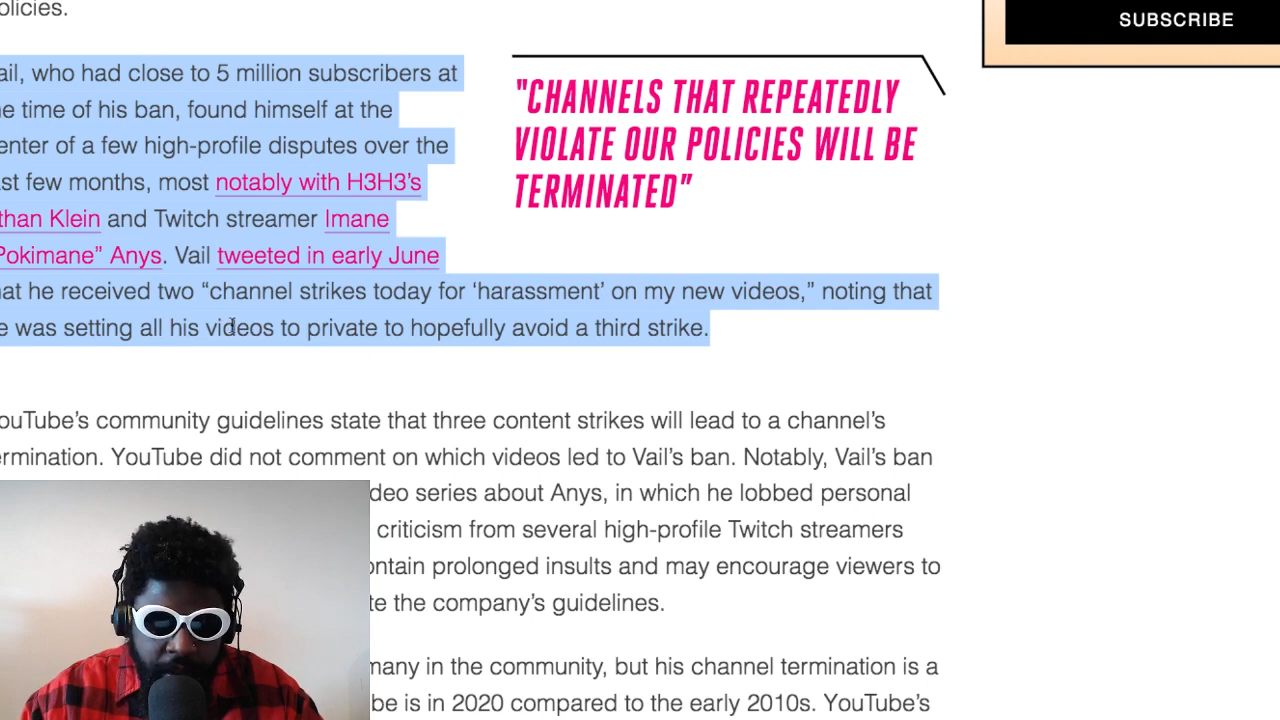 olicies.
SUBSCRIBE
ail, who had close to 5 million subscribers at
e time of his ban, found himself at the
enter of a few high-profile disputes over the
st few months, most notably with H3H3’s
than Klein and Twitch streamer Imane
Pokimane” Anys. Vail tweeted in early June
at he received two “channel strikes today for ‘harassment’ on my new videos,” noting that
e was setting all his videos to private to hopefully avoid a third strike.
"CHANNELS THAT REPEATEDLY
VIOLATE OUR POLICIES WILL BE
TERMINATED"
ouTube’s community guidelines state that three content strikes will lead to a channel’s
ermination. YouTube did not comment on which videos led to Vail’s ban. Notably, Vail’s ban
deo series about Anys, in which he lobbed personal
criticism from several high-profile Twitch streamers
ontain prolonged insults and may encourage viewers to
te the company’s guidelines.
many in the community, but his channel termination is a
be is in 2020 compared to the early 2010s. YouTube’s